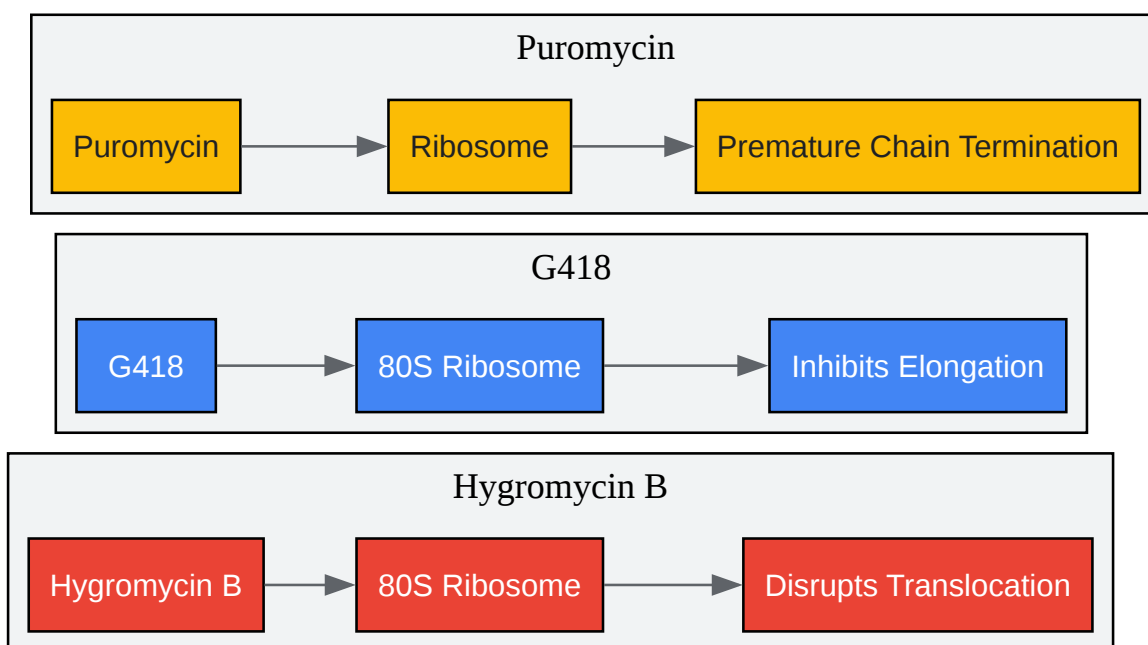 Puromycin
Puromycin
Ribosome
Premature Chain Termination
G418
G418
80S Ribosome
Inhibits Elongation
Hygromycin B
Hygromycin B
80S Ribosome
Disrupts Translocation